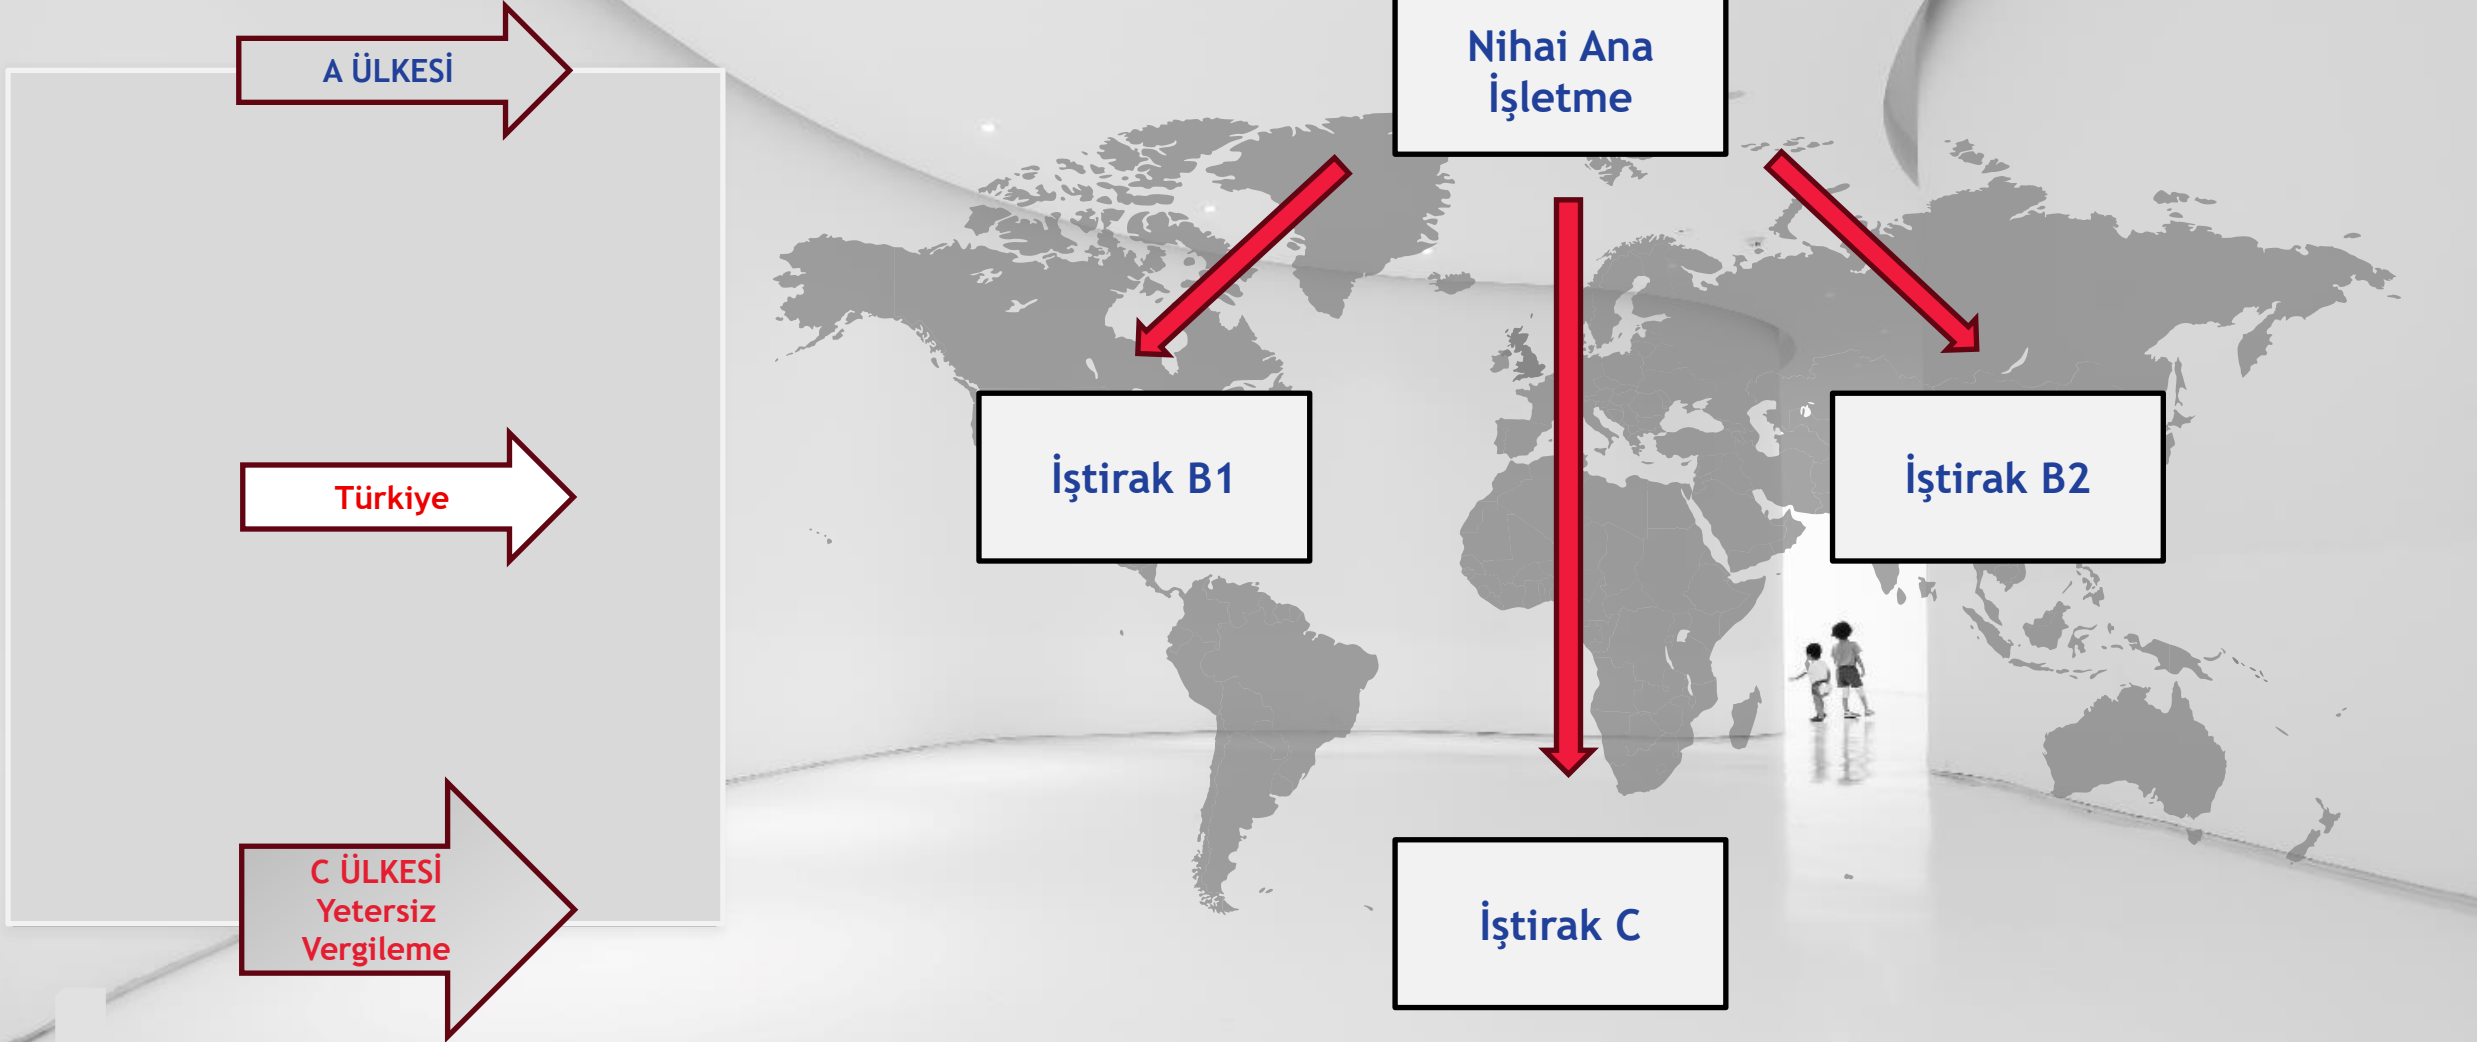 A ÜLKESİ
Nihai Ana
İşletme
Türkiye
İştirak B1
İştirak B2
C ÜLKESİ
Yetersiz
Vergileme
İştirak C